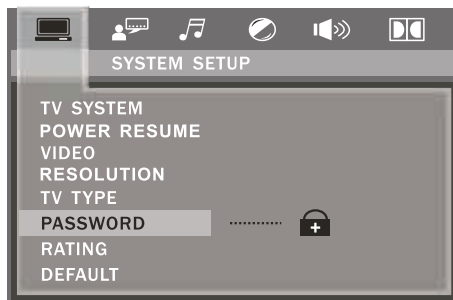 SYSTEM SETUP
TV SYSTEM
POWER RESUME
VIDEO
RESOLUTION
TV TYPE
PASSWORD
RATING
DEFAULT